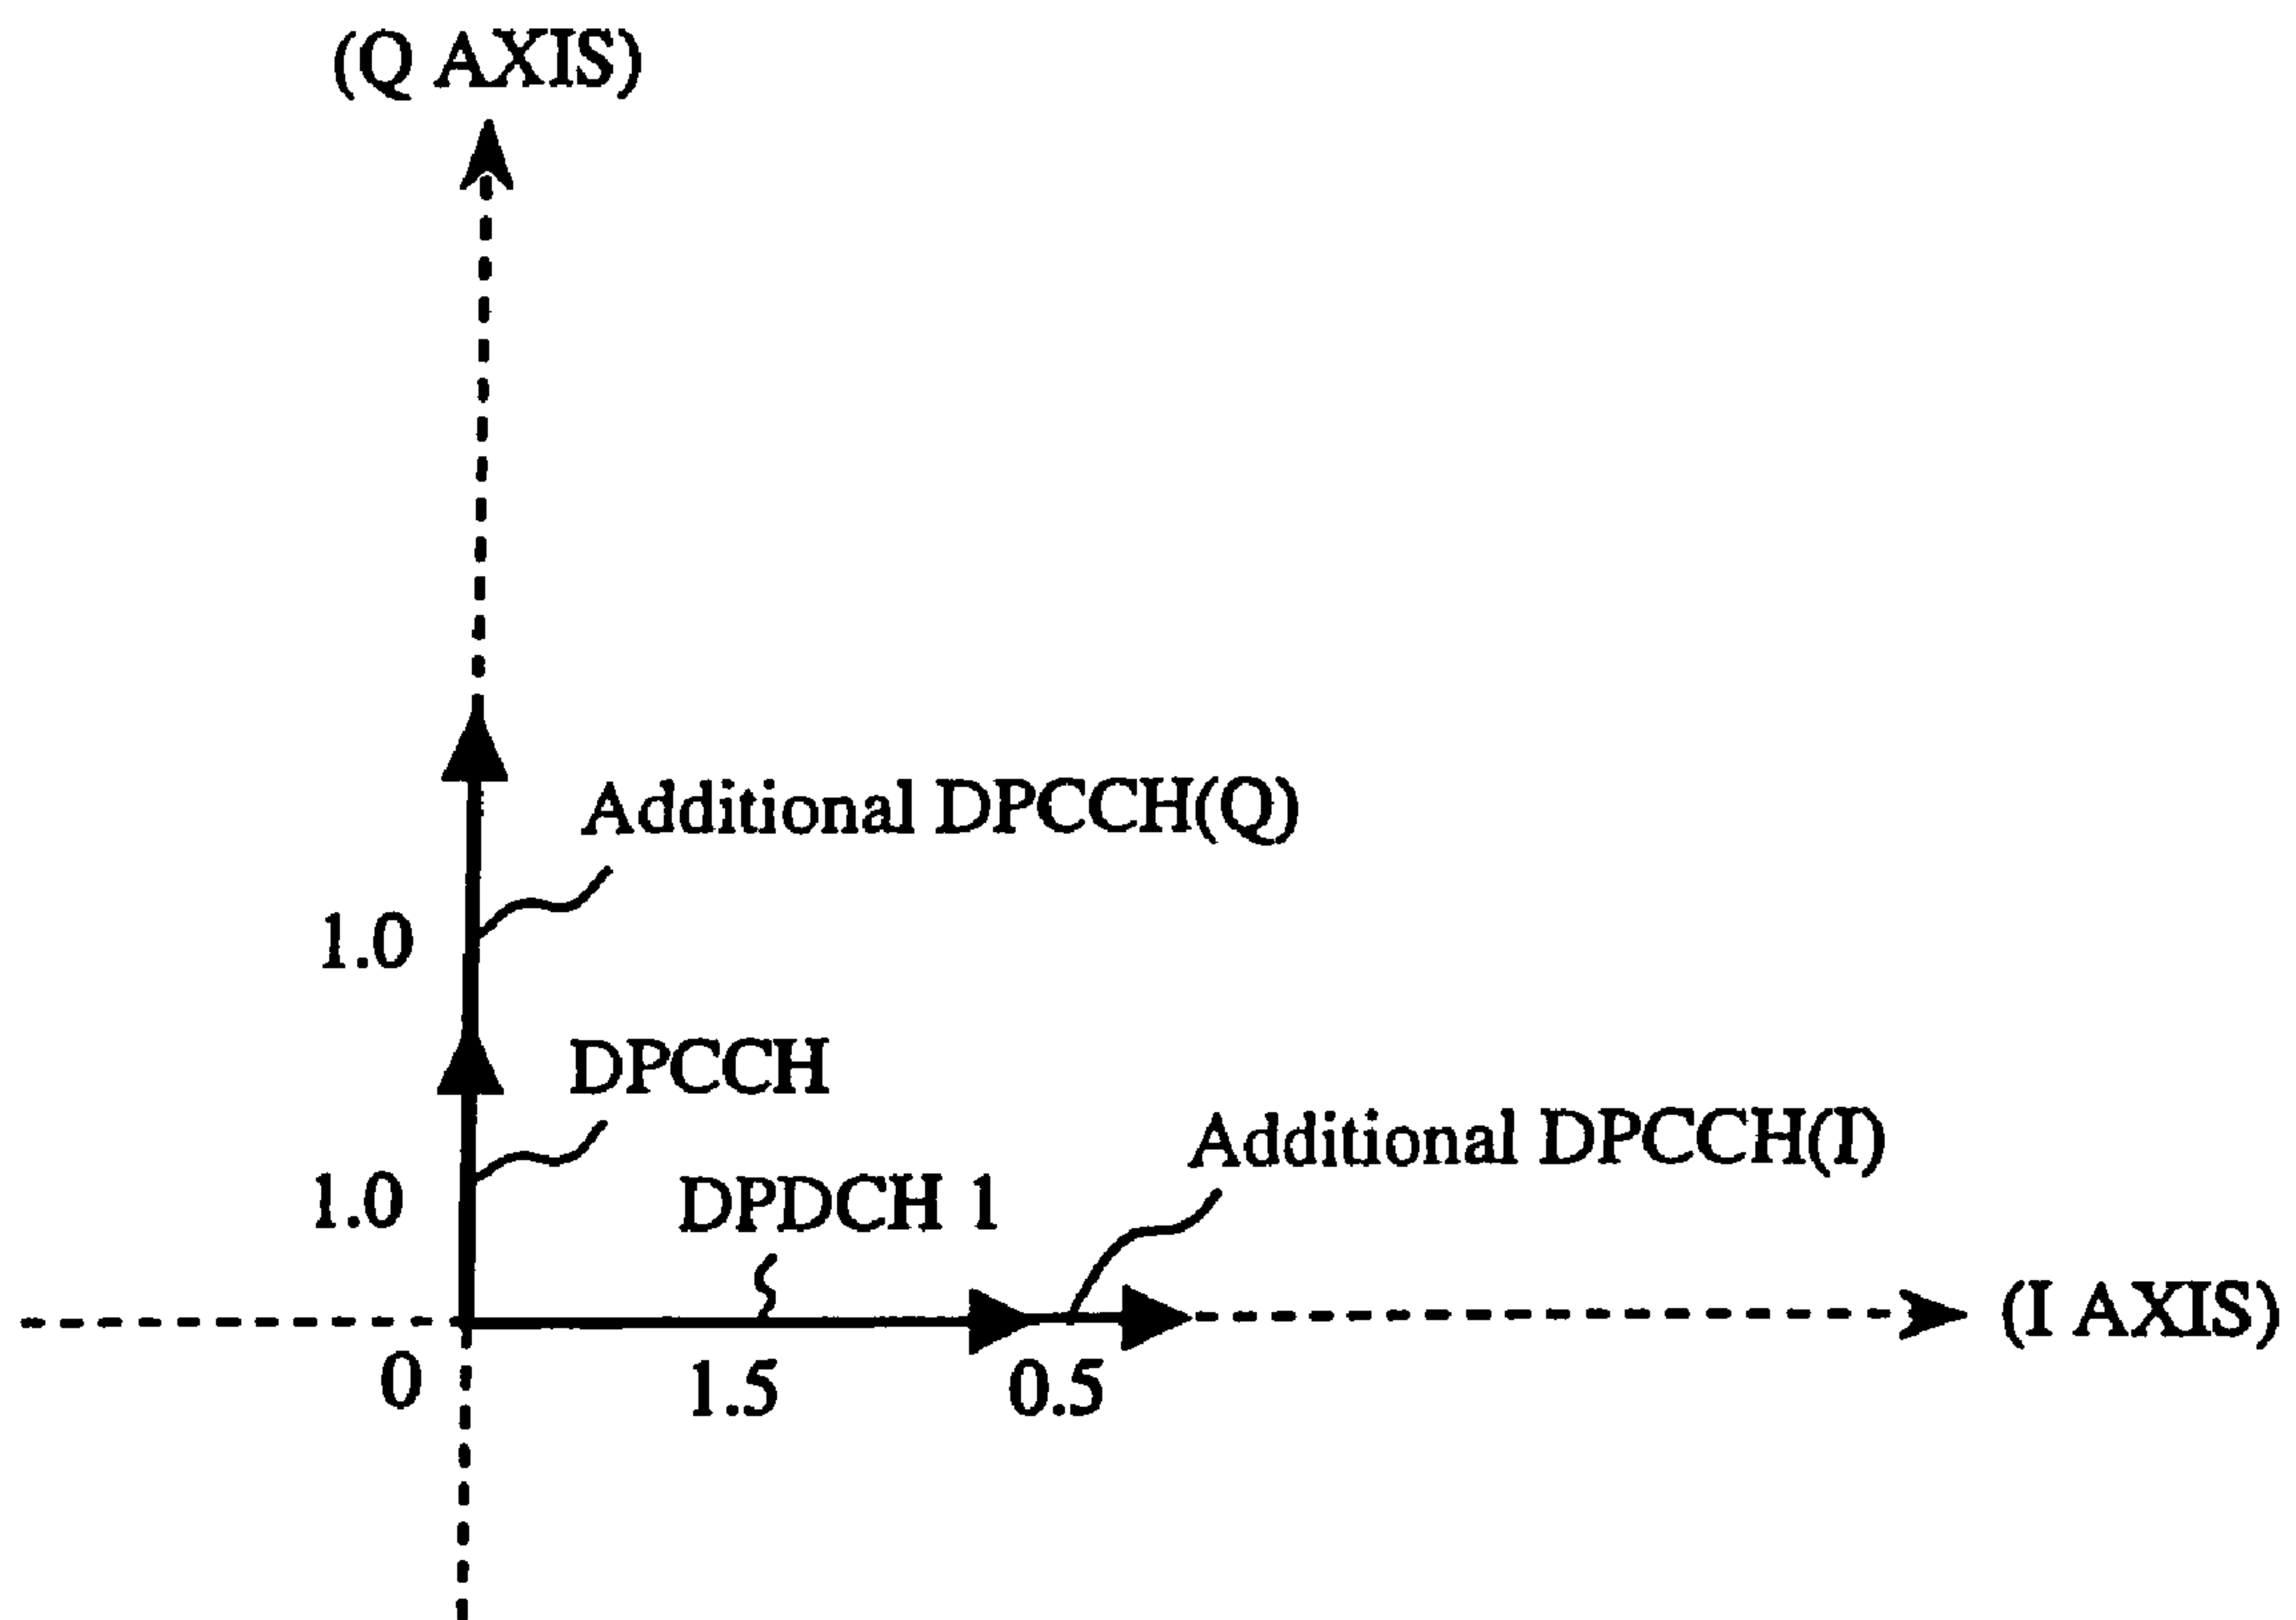 (Q AXIS)
Additional DPCCH(Q)
1.0
DPCCH
Additional DPCCH(I)
1.0
DPDCH 1
(I AXIS)
0
1.5
0.5